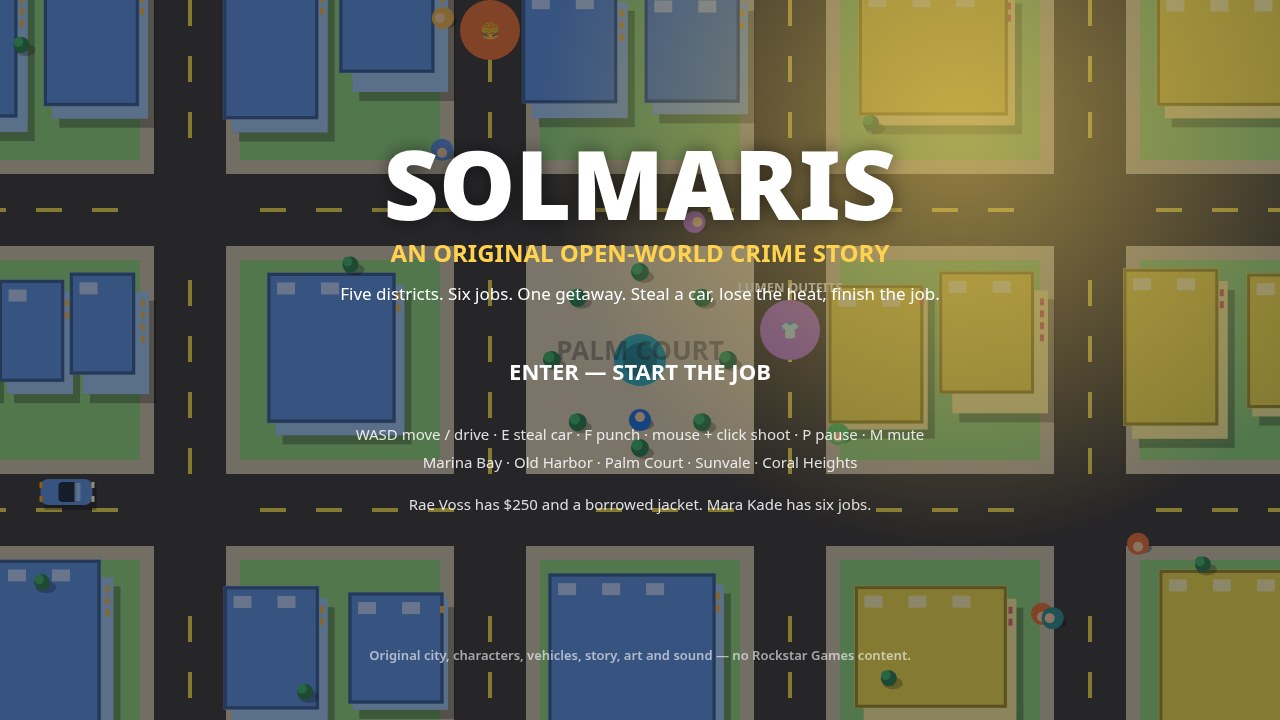 SOLMARIS
AN ORIGINAL OPEN-WORLD CRIME STORY
LUMEN OUTFITS
Five districts. Six jobs. One getaway. Steal a car, lose the heat, finish the job.
PALM COURT
ENTER — START THE JOB
WASD move / drive · E steal car · F punch · mouse + click shoot · P pause · M mute
Marina Bay · Old Harbor · Palm Court · Sunvale · Coral Heights
Rae Voss has $250 and a borrowed jacket. Mara Kade has six jobs.
Original city, characters, vehicles, story, art and sound — no Rockstar Games content.